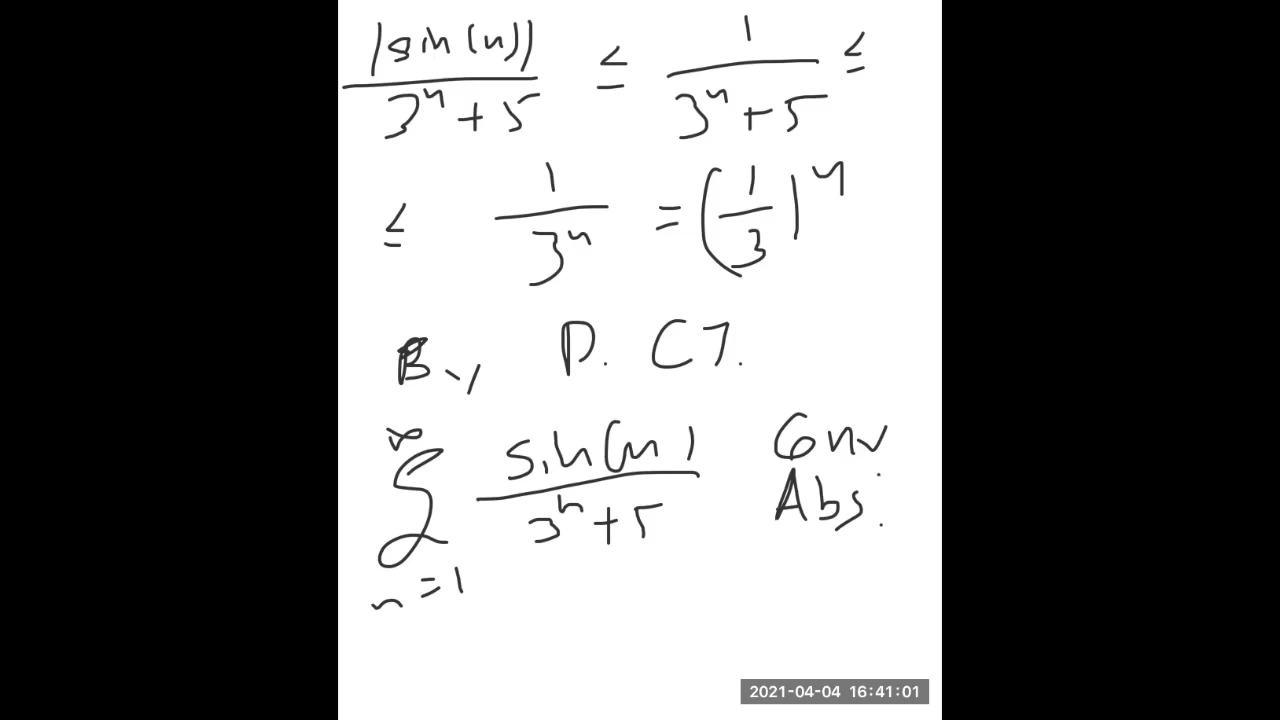 |sin(n)| / (3^n + 5) ≤ 1 / (3^n + 5) ≤
≤ 1 / 3^n = (1/3)^n
By D. CT.
∑_{n=1}^{∞} sin(n) / (3^n + 5) Conv.
Abs.
2021-04-04 16:41:01